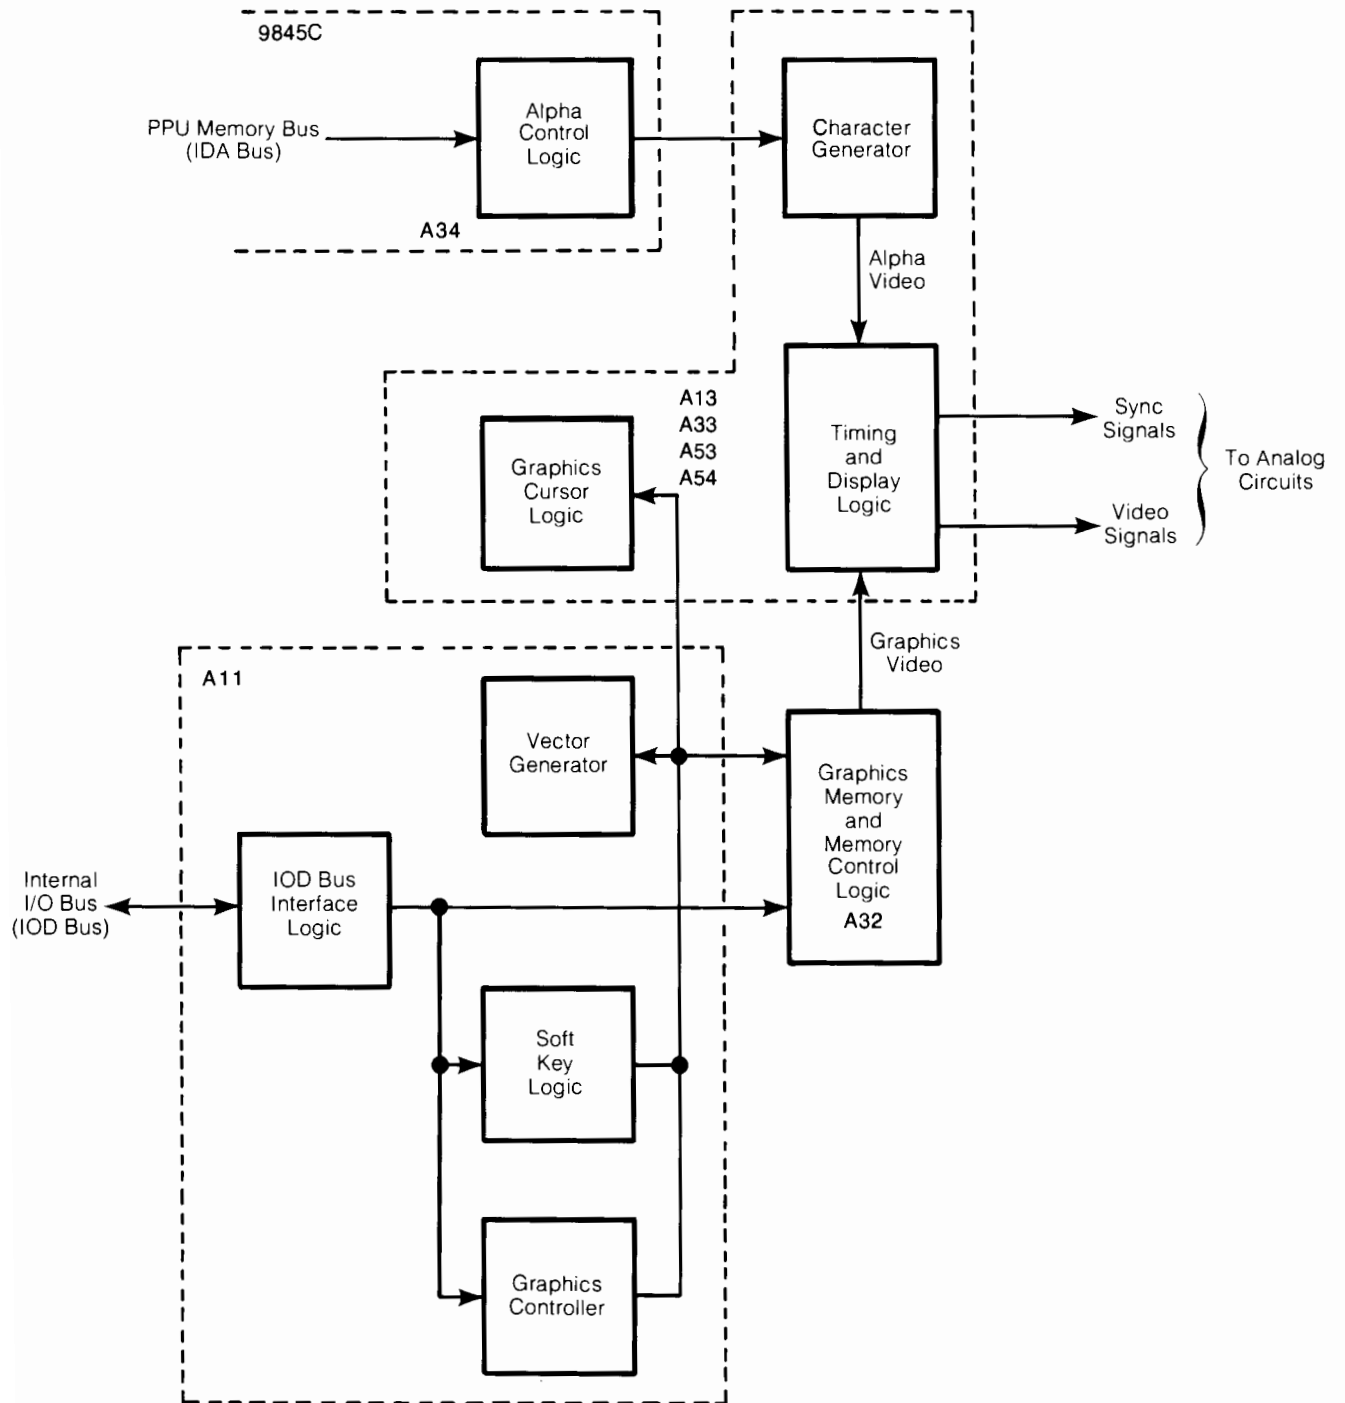 9845C
PPU Memory Bus
(IDA Bus)
Alpha
Control
Logic
A34
Character
Generator
Alpha
Video
A13
A33
A53
A54
Graphics
Cursor
Logic
Timing
and
Display
Logic
Sync
Signals
Video
Signals
To Analog
Circuits
Graphics
Video
A11
Vector
Generator
Graphics
Memory
and
Memory
Control
Logic
A32
Internal
I/O Bus
(IOD Bus)
IOD Bus
Interface
Logic
Soft
Key
Logic
Graphics
Controller